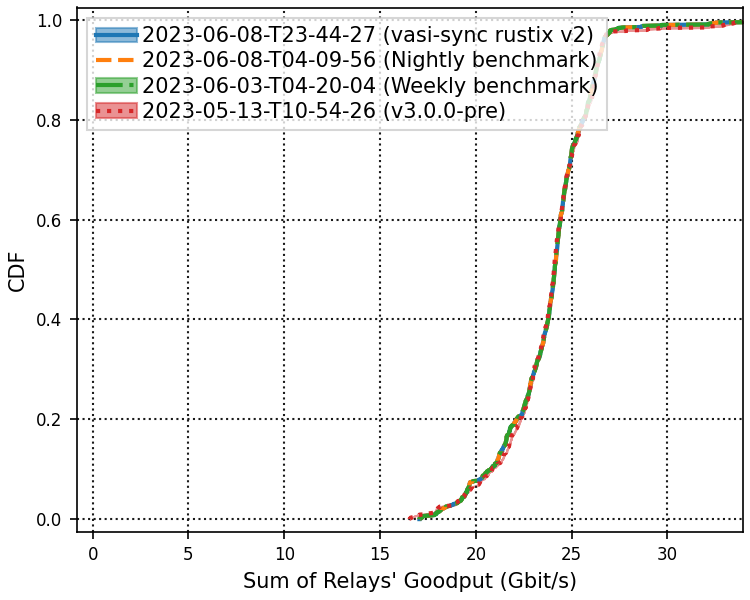 2023-06-08-T23-44-27 (vasi-sync rustix v2)
2023-06-08-T04-09-56 (Nightly benchmark)
2023-06-03-T04-20-04 (Weekly benchmark)
2023-05-13-T10-54-26 (v3.0.0-pre)
1.0
0.8
0.6
0.4
0.2
0.0
CDF
0 5 10 15 20 25 30
Sum of Relays' Goodput (Gbit/s)